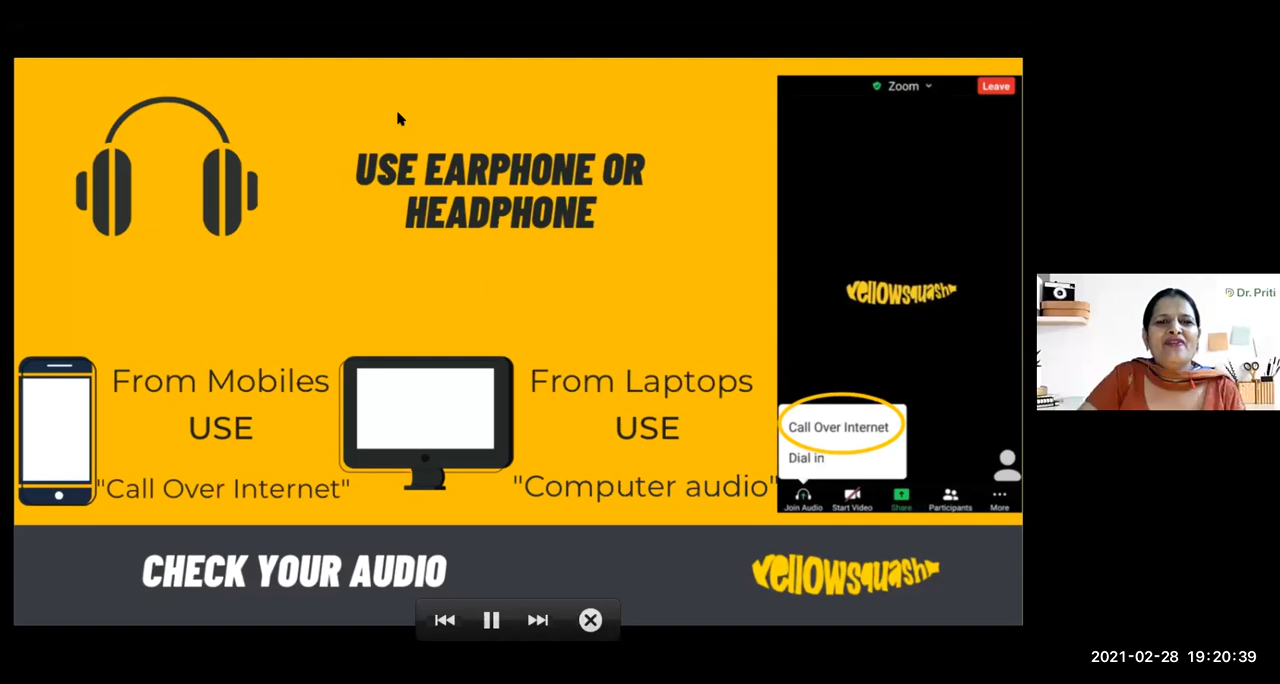 USE EARPHONE OR
HEADPHONE
From Mobiles
USE
"Call Over Internet"
From Laptops
USE
"Computer audio"
Zoom
Leave
yellowsquash
Call Over Internet
Dial in
Join Audio
Start Video
Share
Participants
More
CHECK YOUR AUDIO
yellowsquash
Dr. Priti
2021-02-28 19:20:39